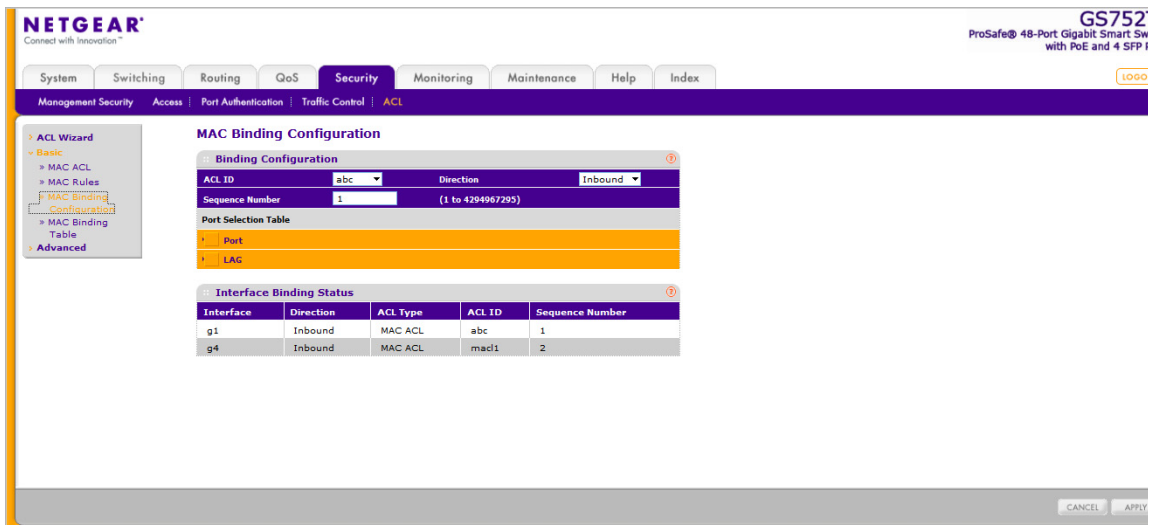 NETGEAR®
Connect with Innovation™
GS752
ProSafe® 48-Port Gigabit Smart Sw
with PoE and 4 SFP
System Switching Routing QoS Security Monitoring Maintenance Help Index
LOGO
Management Security Access Port Authentication Traffic Control ACL
ACL Wizard
Basic
» MAC ACL
» MAC Rules
» MAC Binding
Configuration
» MAC Binding
Table
Advanced
MAC Binding Configuration
Binding Configuration ?
ACL ID abc Direction Inbound
Sequence Number 1 (1 to 4294967295)
Port Selection Table
Port
LAG
Interface Binding Status ?
Interface Direction ACL Type ACL ID Sequence Number
g1 Inbound MAC ACL abc 1
g4 Inbound MAC ACL macl1 2
CANCEL APPLY